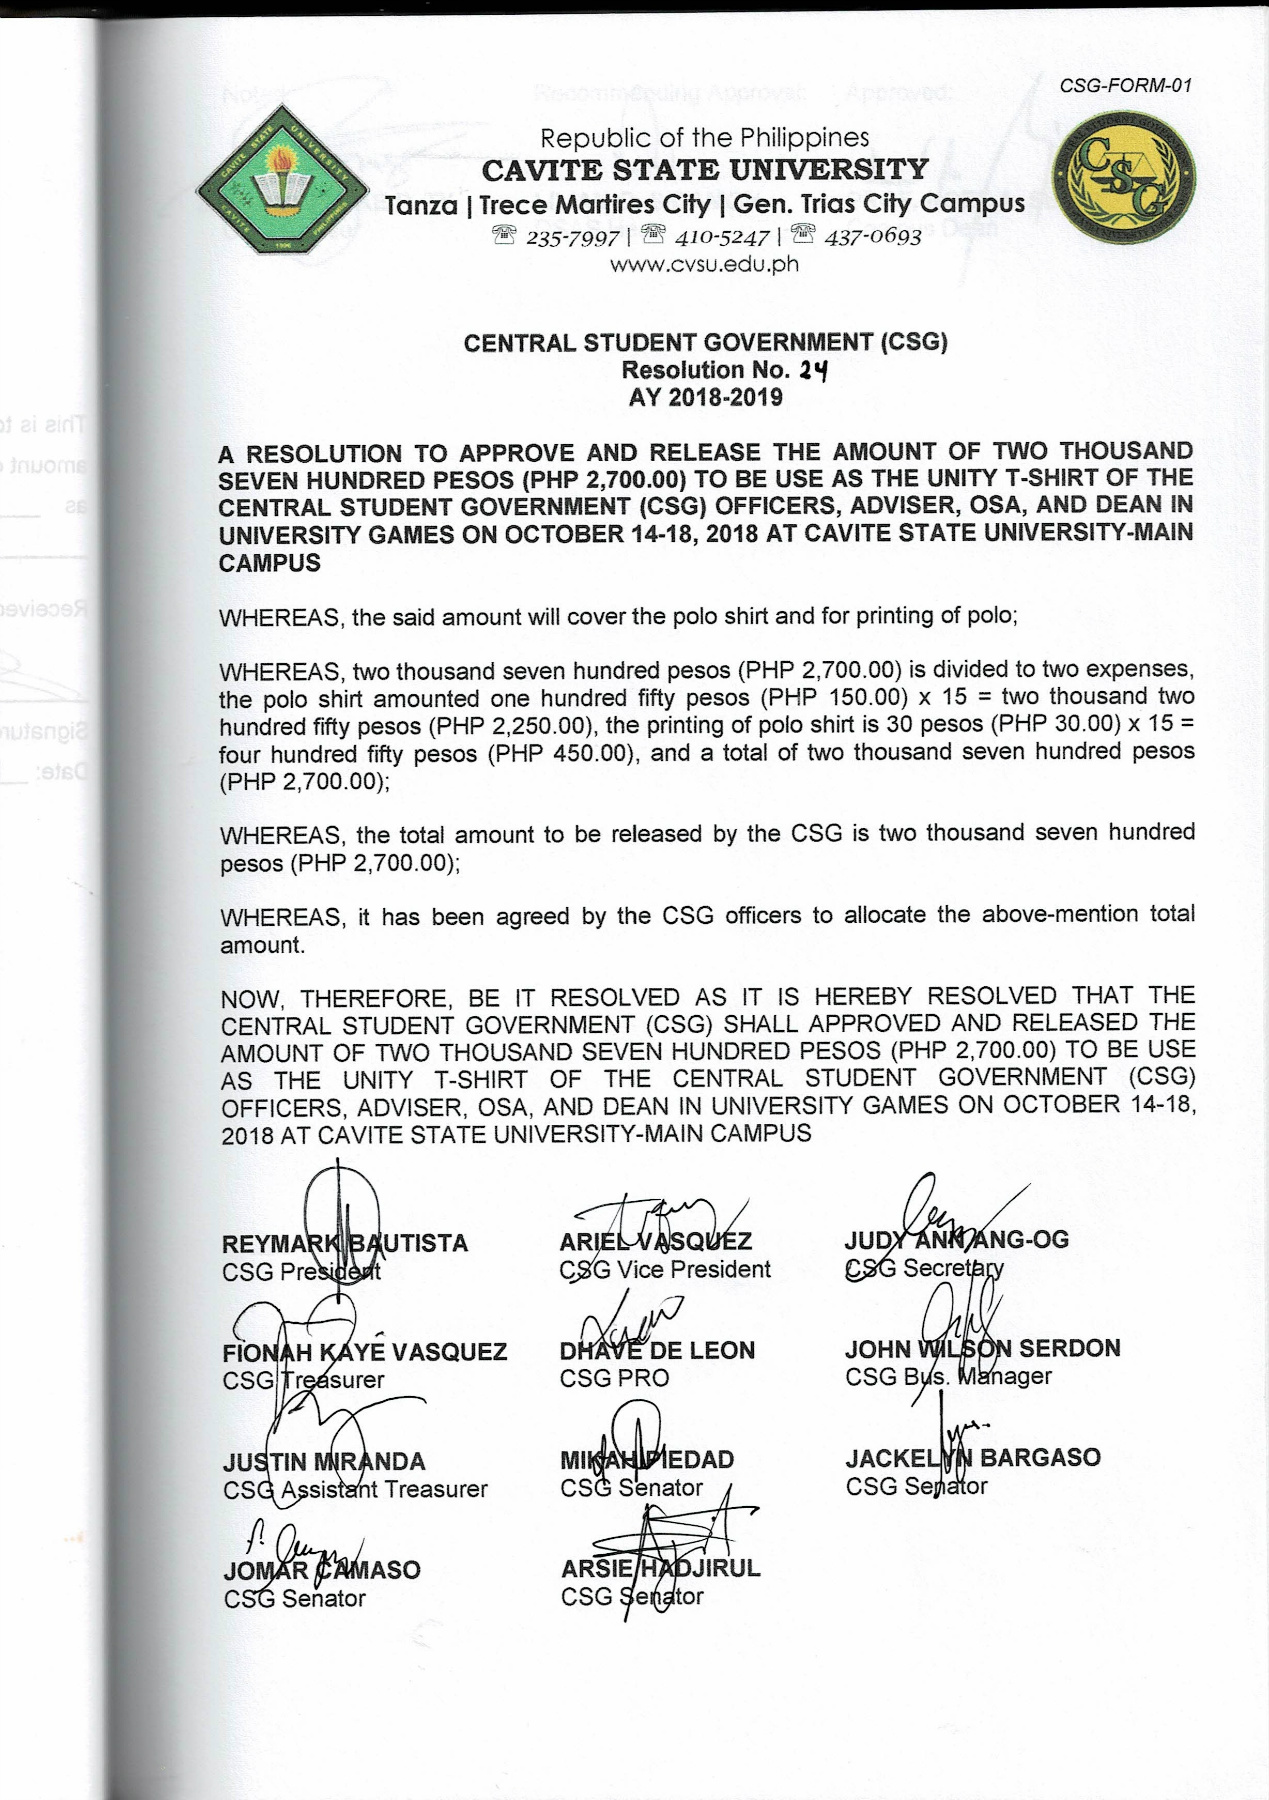 CSG-FORM-01
Republic of the Philippines
CAVITE STATE UNIVERSITY
Tanza | Trece Martires City | Gen. Trias City Campus
☏ 235-7997 | ☏ 410-5247 | ☏ 437-0693
www.cvsu.edu.ph
CAVITE STATE UNIVERSITY
CAVITE PHILIPPINES
1906
CSG
CENTRAL STUDENT GOVERNMENT (CSG)
Resolution No. 24
AY 2018-2019
A RESOLUTION TO APPROVE AND RELEASE THE AMOUNT OF TWO THOUSAND
SEVEN HUNDRED PESOS (PHP 2,700.00) TO BE USE AS THE UNITY T-SHIRT OF THE
CENTRAL STUDENT GOVERNMENT (CSG) OFFICERS, ADVISER, OSA, AND DEAN IN
UNIVERSITY GAMES ON OCTOBER 14-18, 2018 AT CAVITE STATE UNIVERSITY-MAIN
CAMPUS
WHEREAS, the said amount will cover the polo shirt and for printing of polo;
WHEREAS, two thousand seven hundred pesos (PHP 2,700.00) is divided to two expenses,
the polo shirt amounted one hundred fifty pesos (PHP 150.00) x 15 = two thousand two
hundred fifty pesos (PHP 2,250.00), the printing of polo shirt is 30 pesos (PHP 30.00) x 15 =
four hundred fifty pesos (PHP 450.00), and a total of two thousand seven hundred pesos
(PHP 2,700.00);
WHEREAS, the total amount to be released by the CSG is two thousand seven hundred
pesos (PHP 2,700.00);
WHEREAS, it has been agreed by the CSG officers to allocate the above-mention total
amount.
NOW, THEREFORE, BE IT RESOLVED AS IT IS HEREBY RESOLVED THAT THE
CENTRAL STUDENT GOVERNMENT (CSG) SHALL APPROVED AND RELEASED THE
AMOUNT OF TWO THOUSAND SEVEN HUNDRED PESOS (PHP 2,700.00) TO BE USE
AS THE UNITY T-SHIRT OF THE CENTRAL STUDENT GOVERNMENT (CSG)
OFFICERS, ADVISER, OSA, AND DEAN IN UNIVERSITY GAMES ON OCTOBER 14-18,
2018 AT CAVITE STATE UNIVERSITY-MAIN CAMPUS
REYMARK BAUTISTA ARIEL VASQUEZ JUDY ANN ANG-OG
CSG President CSG Vice President CSG Secretary
FIONAH KAYE VASQUEZ DHAVE DE LEON JOHN WILSON SERDON
CSG Treasurer CSG PRO CSG Bus. Manager
JUSTIN MIRANDA MIKAH PIEDAD JACKELYN BARGASO
CSG Assistant Treasurer CSG Senator CSG Senator
JOMAR CAMASO ARSIE HADJIRUL
CSG Senator CSG Senator